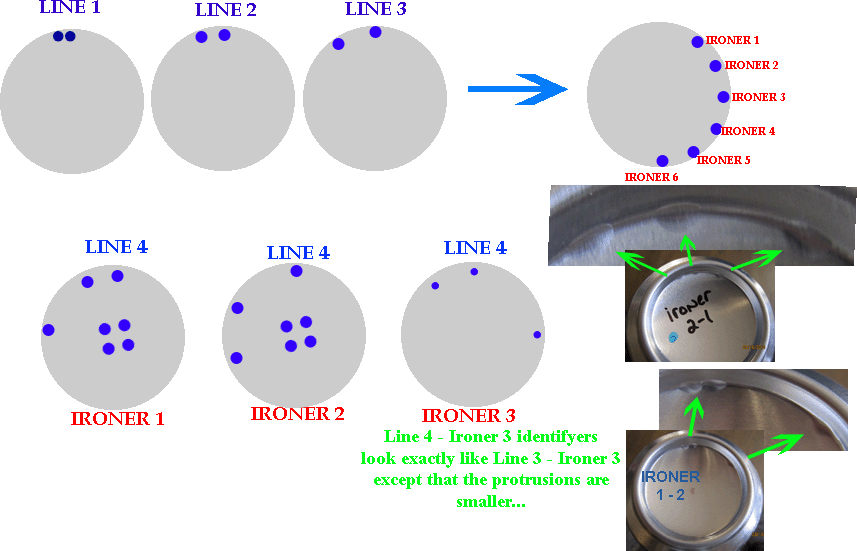 LINE 1
LINE 2
LINE 3
IRONER 1
IRONER 2
IRONER 3
IRONER 4
IRONER 5
IRONER 6
LINE 4
LINE 4
LINE 4
IRONER 1
IRONER 2
IRONER 3
Line 4 - Ironer 3 identifyers
look exactly like Line 3 - Ironer 3
except that the protrusions are
smaller...
ironer
2-1
IRONER
1 - 2